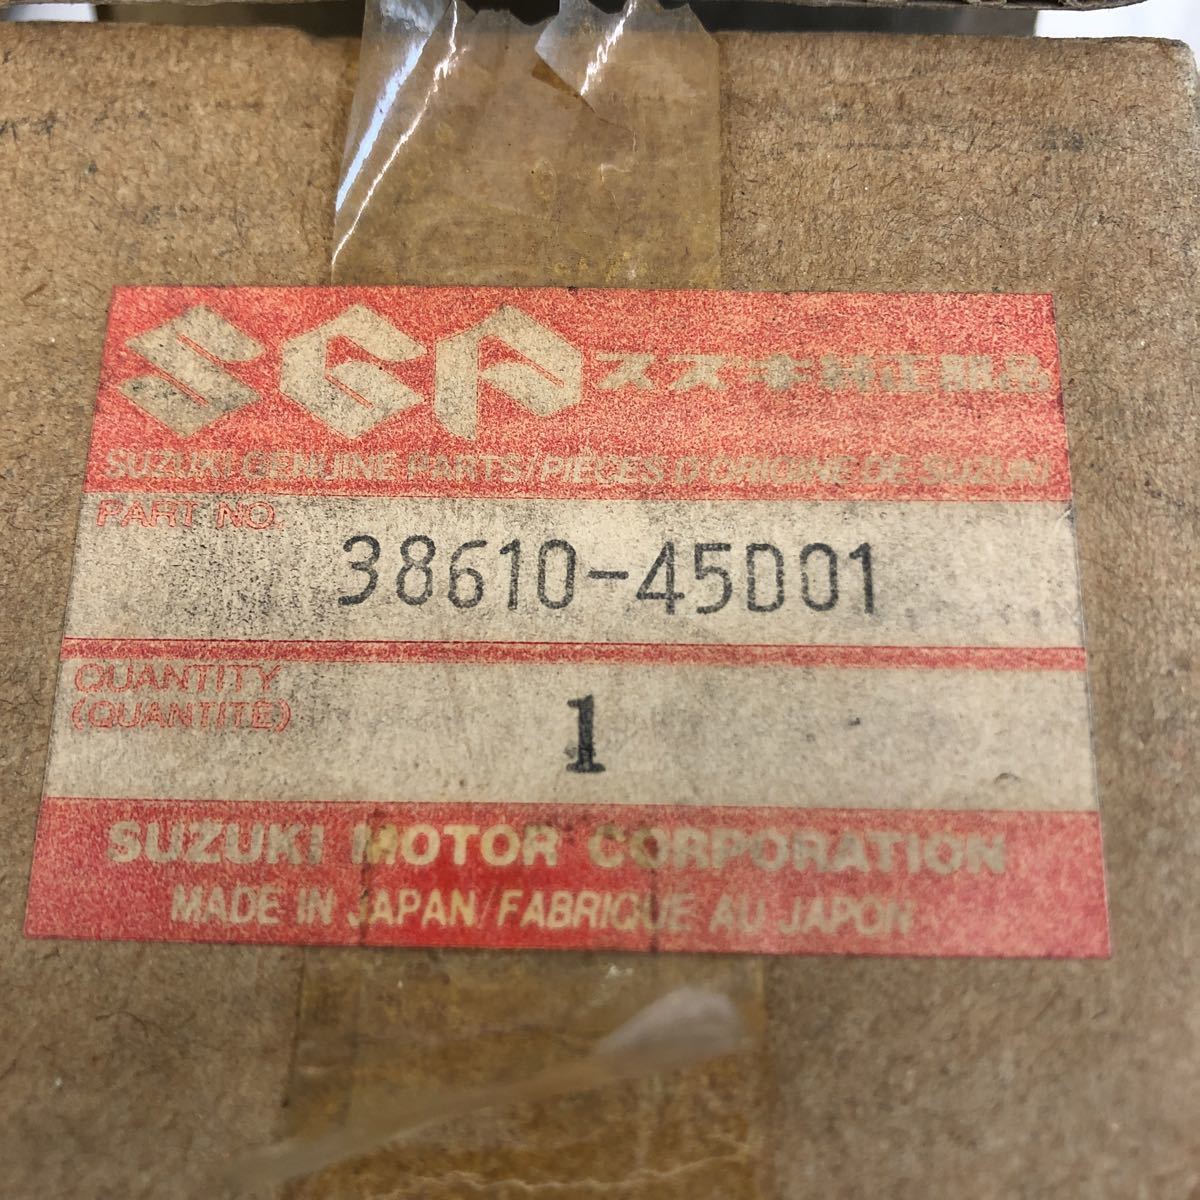 SGP スズキ純正部品
SUZUKI GENUINE PARTS/PIÈCES D'ORIGINE DE SUZUKI
PART NO.
38610-45D01
QUANTITY
(QUANTITÉ)
1
SUZUKI MOTOR CORPORATION
MADE IN JAPAN/FABRIQUÉ AU JAPON